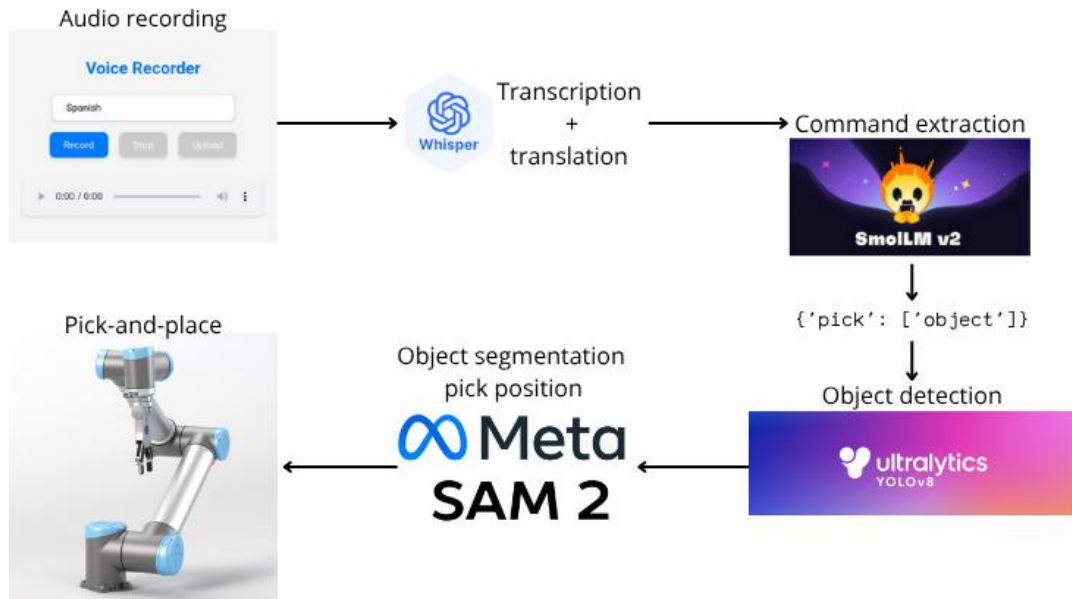 Audio recording
Voice Recorder
Spanish
Record
Stop
Upload
0:00 / 0:00
Whisper
Transcription
+
translation
Command extraction
SmolLM v2
{'pick': ['object']}
Object detection
ultralytics
YOLOv8
Object segmentation
pick position
Meta
SAM 2
Pick-and-place